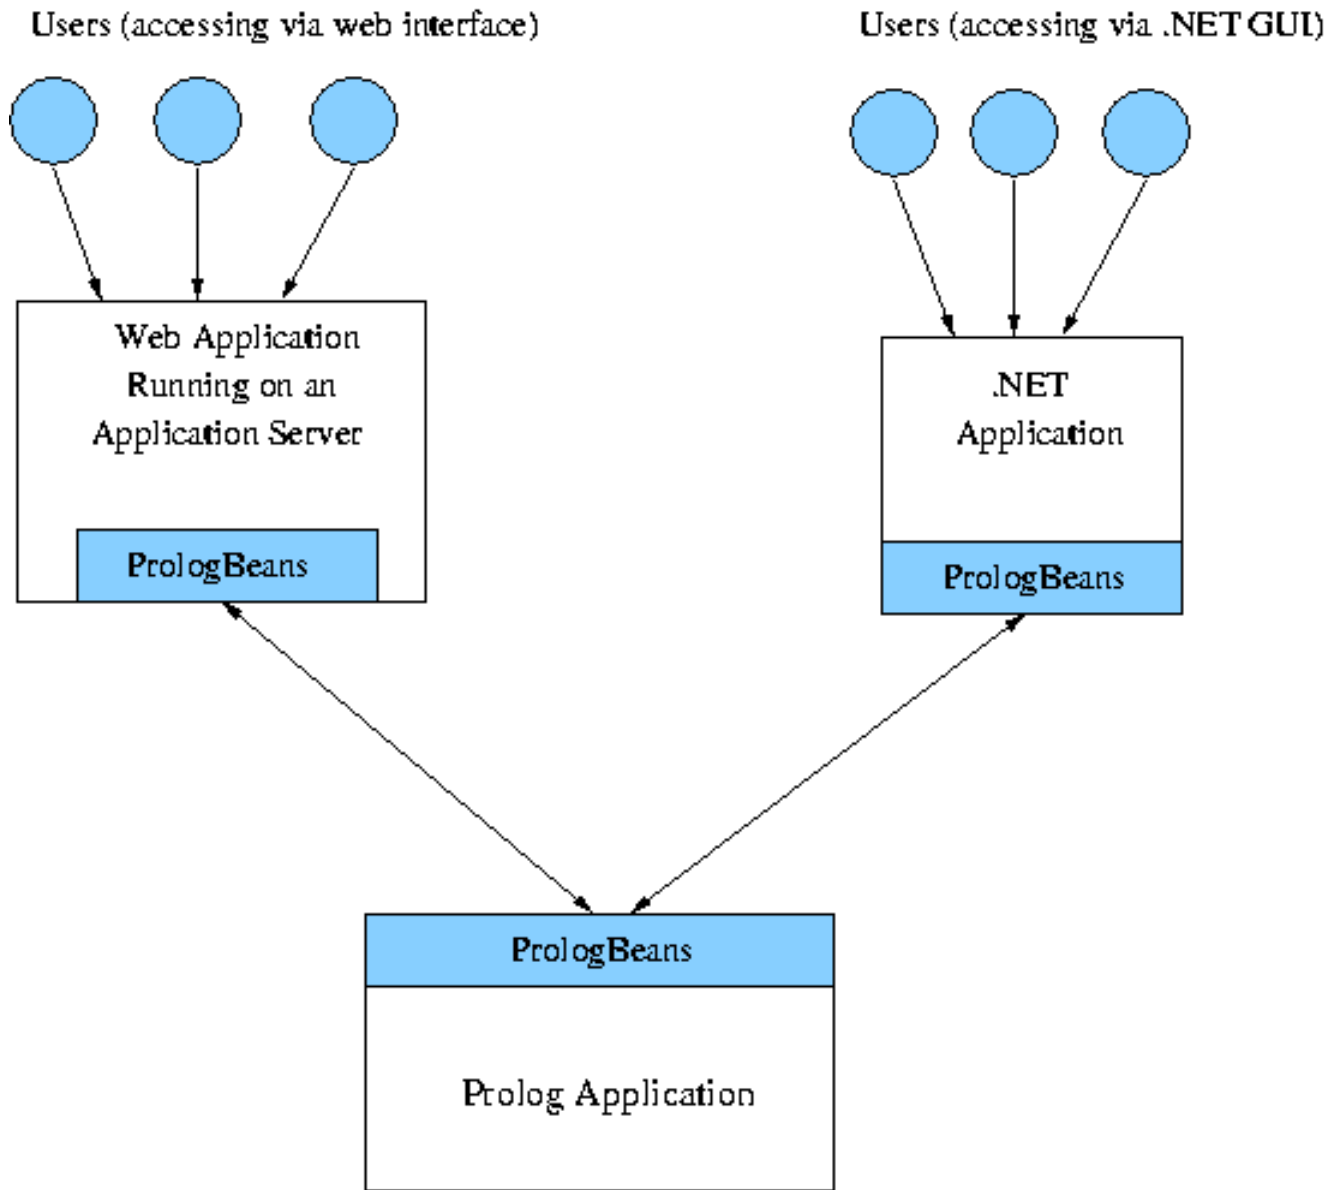 Users (accessing via web interface)
Users (accessing via .NET GUI)
Web Application
Running on an
Application Server
PrologBeans
.NET
Application
PrologBeans
PrologBeans
Prolog Application